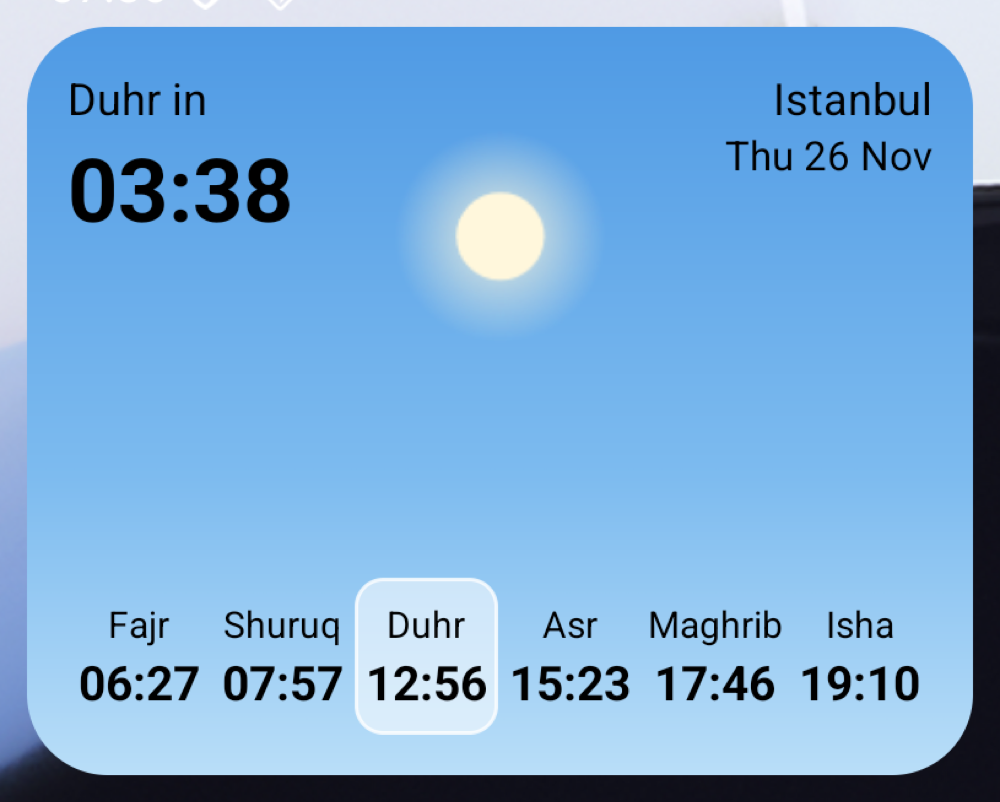 Duhr in
03:38
Istanbul
Thu 26 Nov
Fajr Shuruq Duhr Asr Maghrib Isha
06:27 07:57 12:56 15:23 17:46 19:10